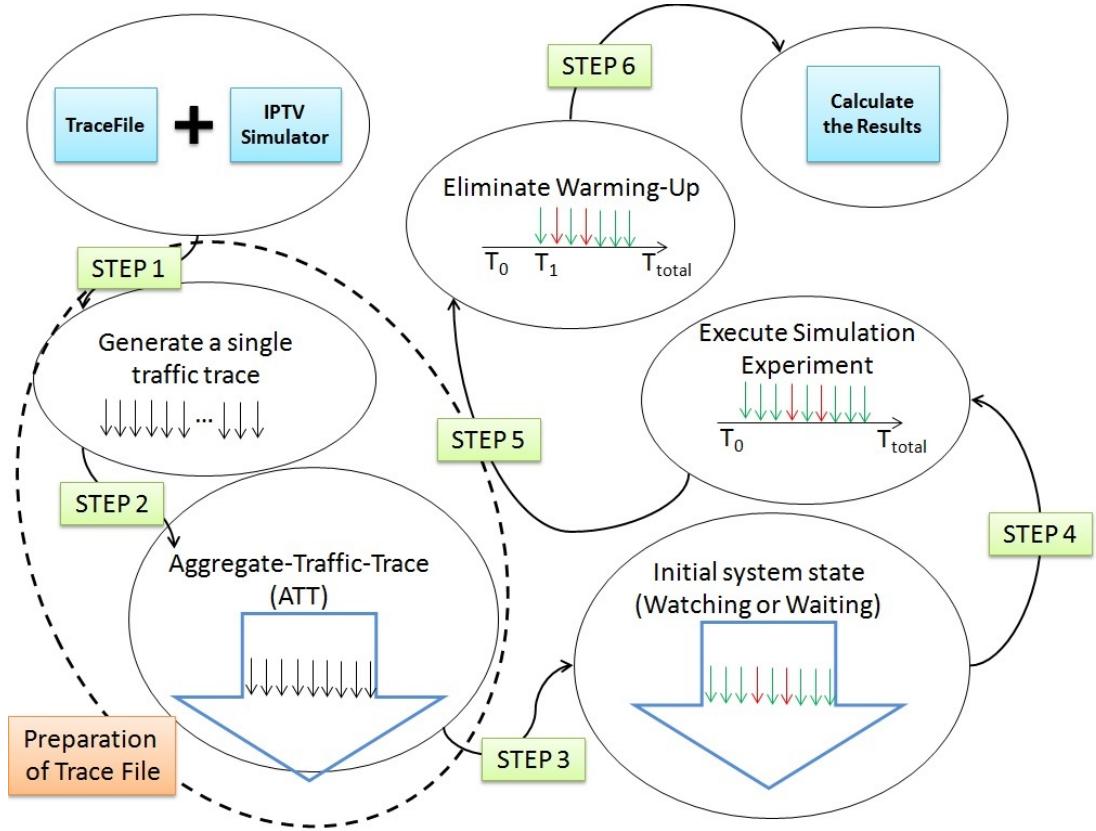 TraceFile
+
IPTV
Simulator
STEP 1
Generate a single
traffic trace
...
STEP 2
Aggregate-Traffic-Trace
(ATT)
Preparation
of Trace File
STEP 3
Initial system state
(Watching or Waiting)
STEP 4
Execute Simulation
Experiment
T0
Ttotal
STEP 5
Eliminate Warming-Up
T0
T1
Ttotal
STEP 6
Calculate
the Results